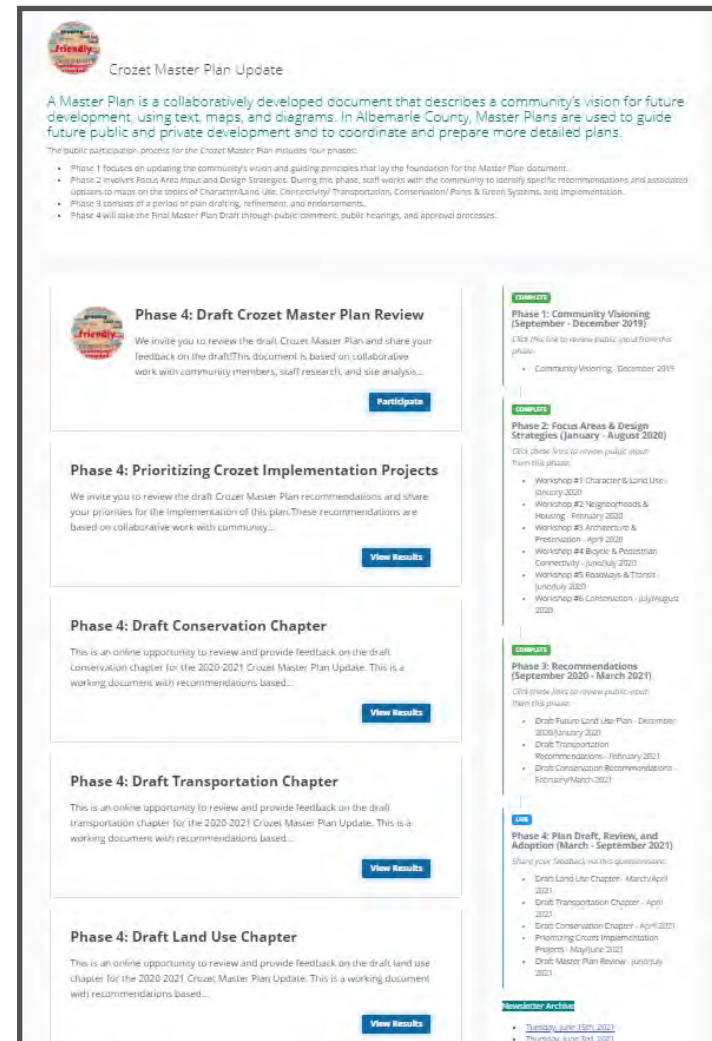 friendly
Crozet Master Plan Update
A Master Plan is a collaboratively developed document that describes a community's vision for future
development, using text, maps, and diagrams. In Albemarle County, Master Plans are used to guide
future public and private development and to coordinate and prepare more detailed plans.
The public participation process for the Crozet Master Plan includes four phases:
• Phase 1 focuses on updating the community's vision and guiding principles that lay the foundation for the Master Plan document.
• Phase 2 involves Focus Area Input and Design Strategies. During this phase, staff works with the community to identify specific recommendations and associated
updates to maps on the topics of Character/Land Use, Connectivity/ Transportation, Conservation/ Parks & Green Systems, and Implementation.
• Phase 3 consists of a period of plan drafting, refinement, and endorsements.
• Phase 4 will take the Final Master Plan Draft through public comment, public hearings, and approval processes.
friendly
Phase 4: Draft Crozet Master Plan Review
We invite you to review the draft Crozet Master Plan and share your
feedback on the draft!This document is based on collaborative
work with community members, staff research, and site analysis...
Participate
Phase 4: Prioritizing Crozet Implementation Projects
We invite you to review the draft Crozet Master Plan recommendations and share
your priorities for the implementation of this plan.These recommendations are
based on collaborative work with community...
View Results
Phase 4: Draft Conservation Chapter
This is an online opportunity to review and provide feedback on the draft
conservation chapter for the 2020-2021 Crozet Master Plan Update. This is a
working document with recommendations based...
View Results
Phase 4: Draft Transportation Chapter
This is an online opportunity to review and provide feedback on the draft
transportation chapter for the 2020-2021 Crozet Master Plan Update. This is a
working document with recommendations based...
View Results
Phase 4: Draft Land Use Chapter
This is an online opportunity to review and provide feedback on the draft land use
chapter for the 2020-2021 Crozet Master Plan Update. This is a working document
with recommendations based...
View Results
COMPLETE
Phase 1: Community Visioning
(September - December 2019)
Click this link to review public input from this
phase:
• Community Visioning - December 2019
COMPLETE
Phase 2: Focus Areas & Design
Strategies (January - August 2020)
Click these links to review public input
from this phase:
• Workshop #1 Character & Land Use -
January 2020
• Workshop #2 Neighborhoods &
Housing - February 2020
• Workshop #3 Architecture &
Preservation - April 2020
• Workshop #4 Bicycle & Pedestrian
Connectivity - June/July 2020
• Workshop #5 Roadways & Transit -
June/July 2020
• Workshop #6 Conservation - July/August
2020
COMPLETE
Phase 3: Recommendations
(September 2020 - March 2021)
Click these links to review public input
from this phase:
• Draft Future Land Use Plan - December
2020/January 2021
• Draft Transportation
Recommendations - February 2021
• Draft Conservation Recommendations -
February/March 2021
LIVE
Phase 4: Plan Draft, Review, and
Adoption (March - September 2021)
Share your feedback via this questionnaire:
• Draft Land Use Chapter - March/April
2021
• Draft Transportation Chapter - April
2021
• Draft Conservation Chapter - April 2021
• Prioritizing Crozet Implementation
Projects - May/June 2021
• Draft Master Plan Review - June/July
2021
Newsletter Archive
• Tuesday, June 15th, 2021
• Thursday, June 3rd, 2021